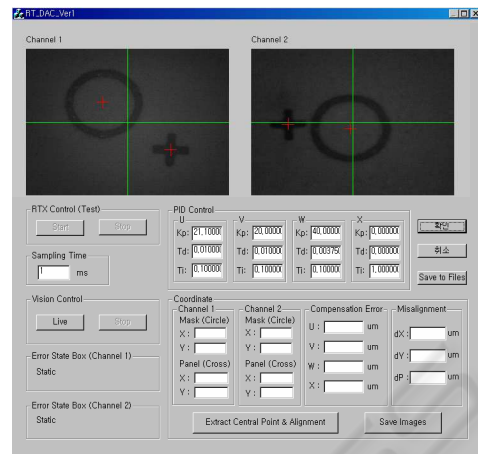 RT_DAC_Ver1
Channel 1 Channel 2
RTX Control (Test)
Start Stop
Sampling Time
ms
Vision Control
Live Stop
Error State Box (Channel 1)
Static
Error State Box (Channel 2)
Static
PID Control
U V W X
Kp: 21,1000 Kp: 20,0000 Kp: 40,0000 Kp: 0,00000
Td: 0,01000 Td: 0,01000 Td: 0,00375 Td: 0,00000
Ti: 0,10000 Ti: 0,10000 Ti: 0,10000 Ti: 1,00000
확인
취소
Save to Files
Coordinate
Channel 1 Channel 2 Compensation Error Misalignment
Mask (Circle) Mask (Circle)
X : X : U : um dX : um
Y : Y : V : um dY : um
Panel (Cross) Panel (Cross) W : um dP : um
X : X : X : um
Y : Y :
Extract Central Point & Alignment Save Images